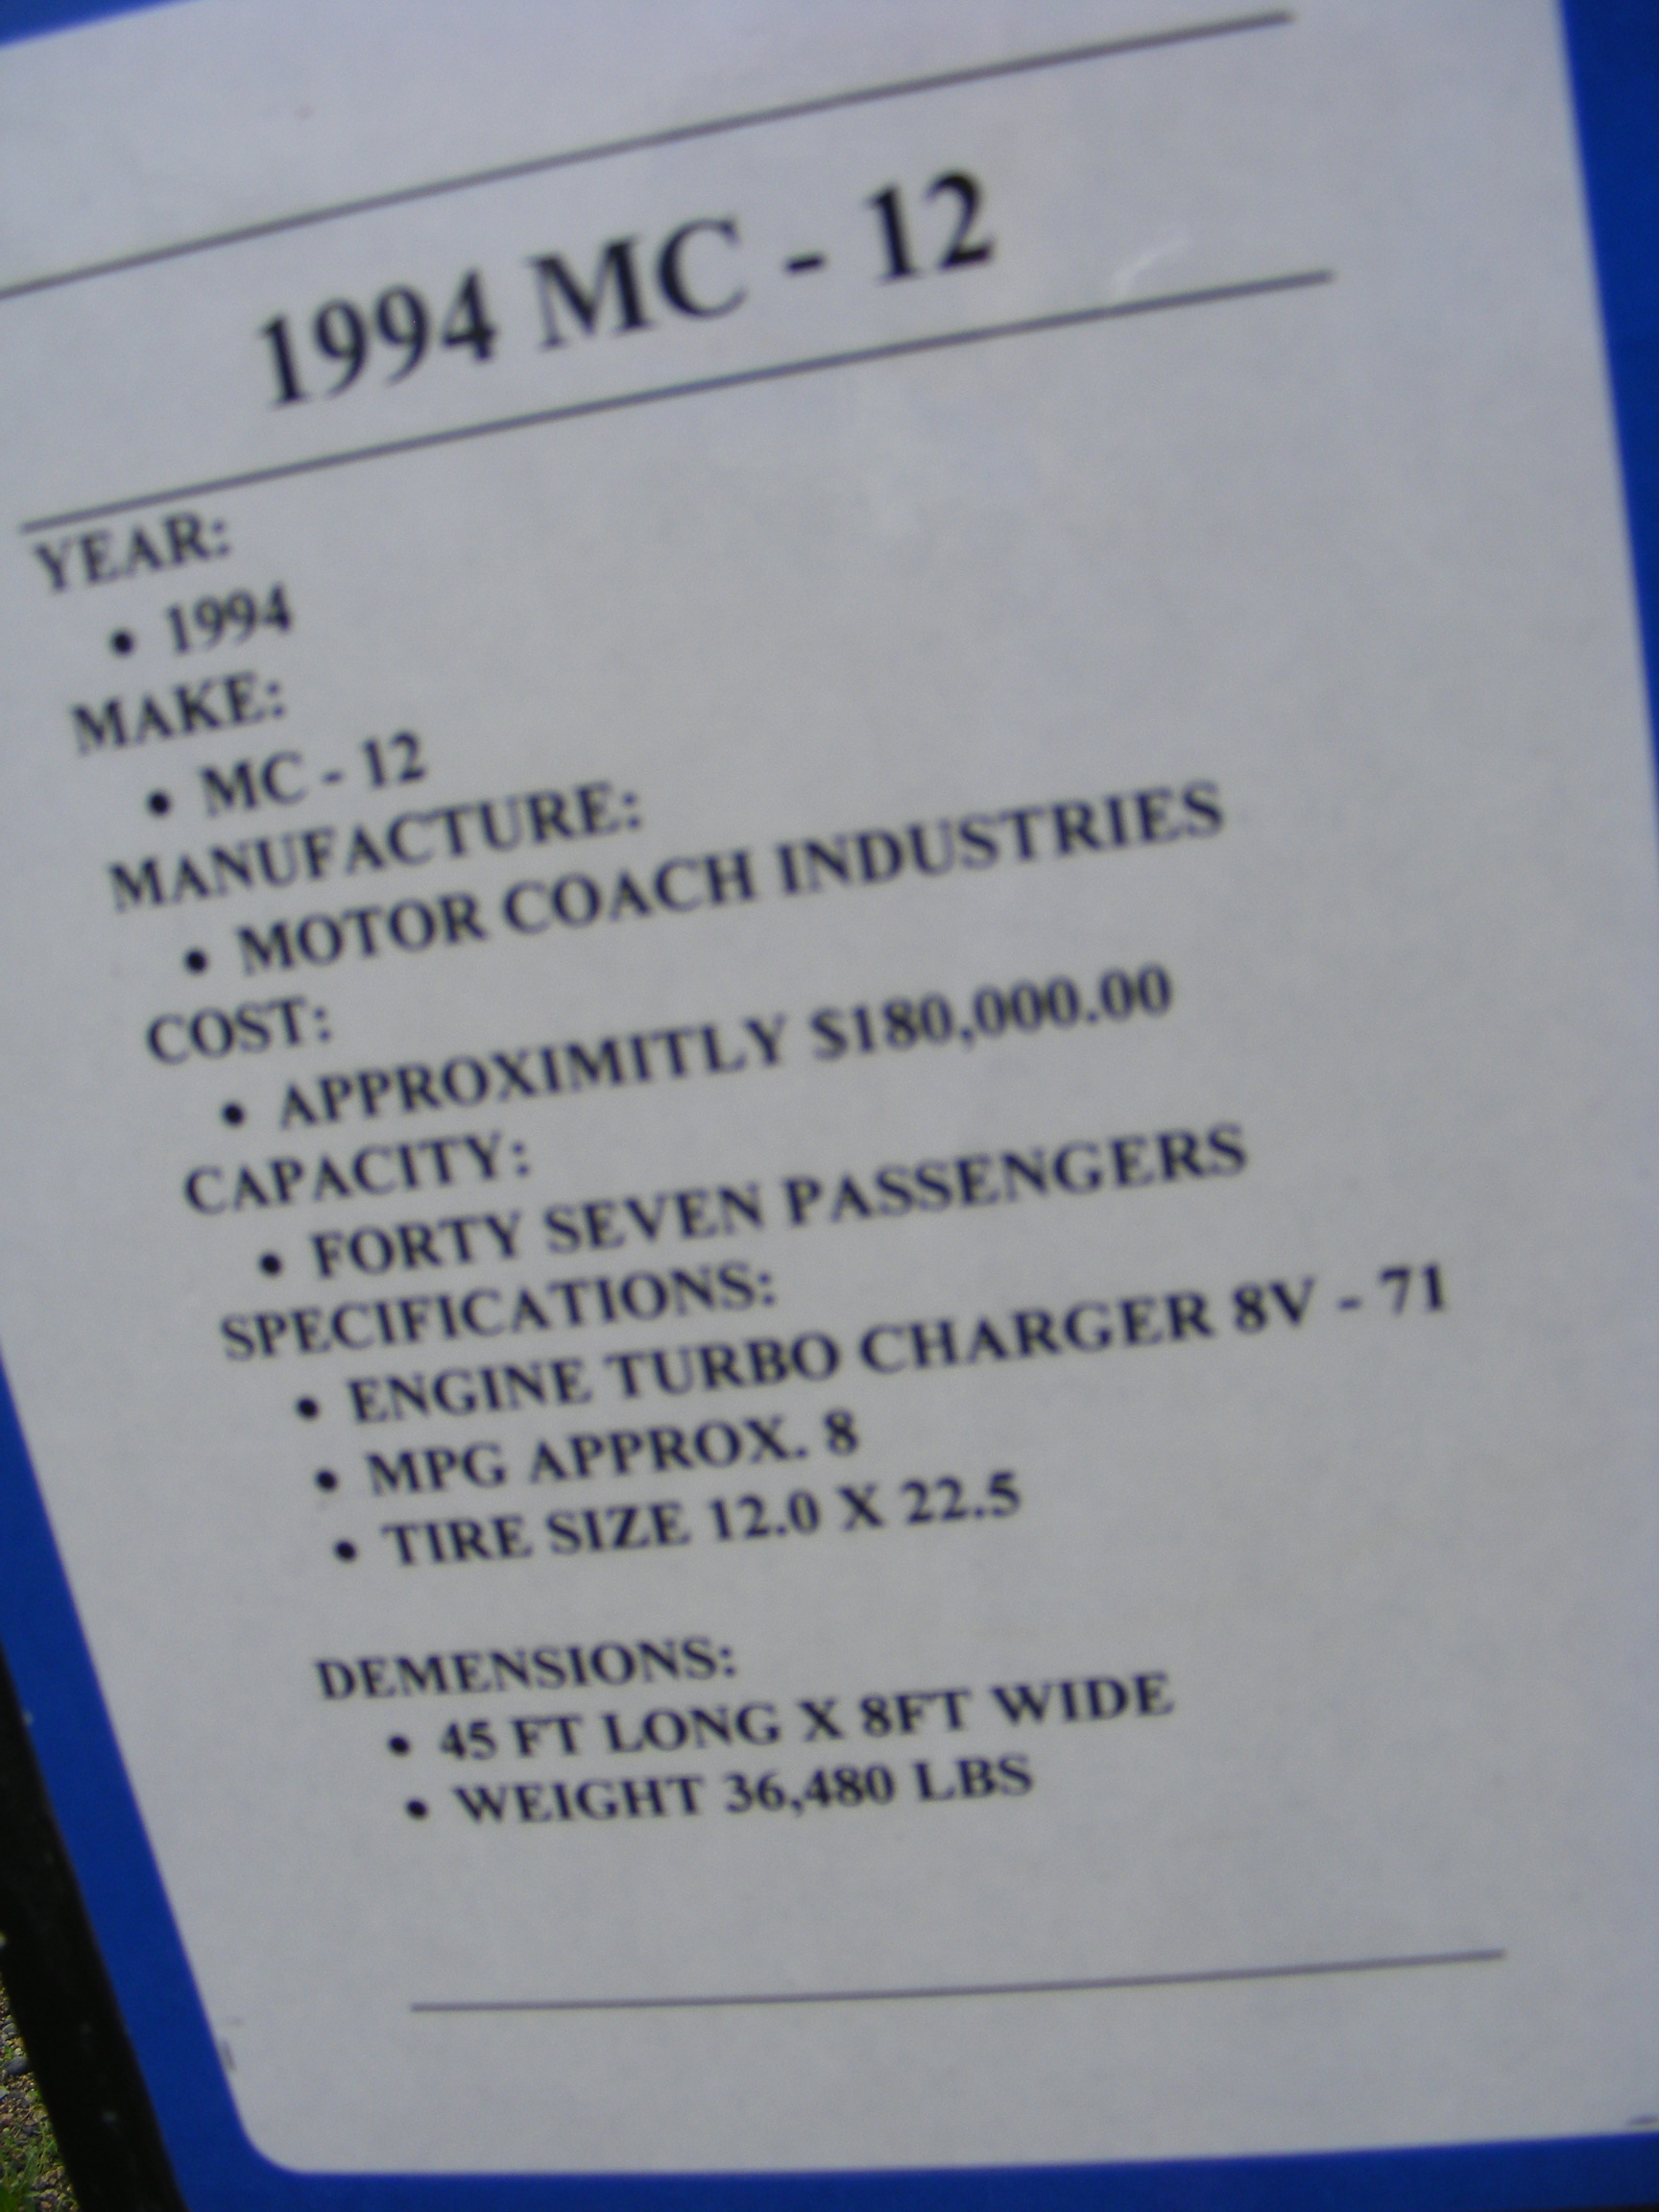 1994 MC - 12
YEAR:
• 1994
MAKE:
• MC - 12
MANUFACTURE:
• MOTOR COACH INDUSTRIES
COST:
• APPROXIMITLY $180,000.00
CAPACITY:
• FORTY SEVEN PASSENGERS
SPECIFICATIONS:
• ENGINE TURBO CHARGER 8V - 71
• MPG APPROX. 8
• TIRE SIZE 12.0 X 22.5
DEMENSIONS:
• 45 FT LONG X 8FT WIDE
• WEIGHT 36,480 LBS